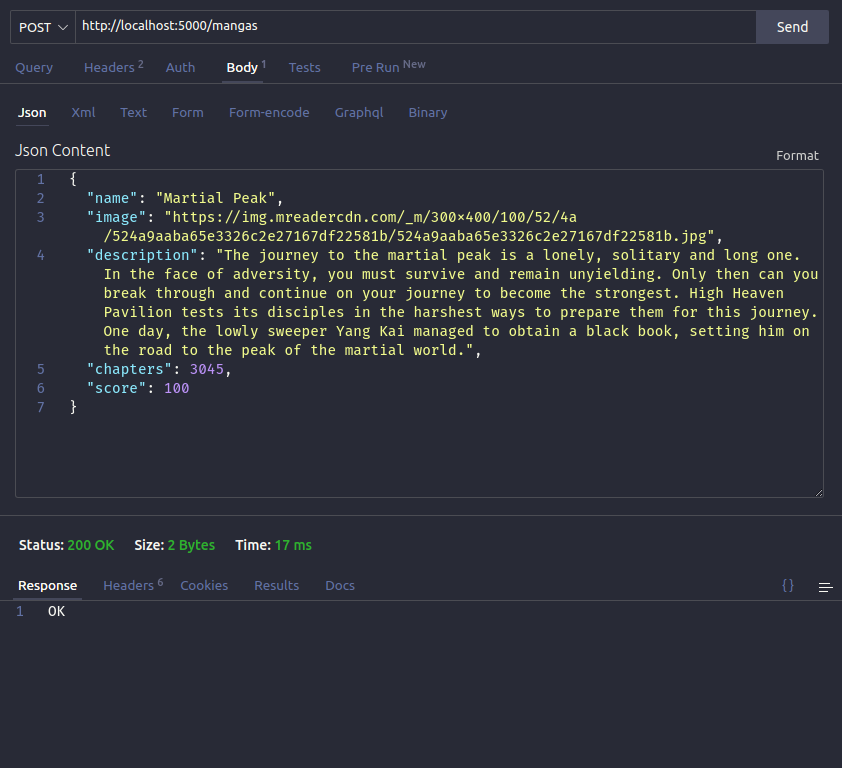 POST http://localhost:5000/mangas Send
Query Headers 2 Auth Body 1 Tests Pre Run New
Json Xml Text Form Form-encode Graphql Binary
Json Content
Format
1 {
2 "name": "Martial Peak",
3 "image": "https://img.mreadercdn.com/_m/300×400/100/52/4a
/524a9aaba65e3326c2e27167df22581b/524a9aaba65e3326c2e27167df22581b.jpg",
4 "description": "The journey to the martial peak is a lonely, solitary and long one.
In the face of adversity, you must survive and remain unyielding. Only then can you
break through and continue on your journey to become the strongest. High Heaven
Pavilion tests its disciples in the harshest ways to prepare them for this journey.
One day, the lowly sweeper Yang Kai managed to obtain a black book, setting him on
the road to the peak of the martial world.",
5 "chapters": 3045,
6 "score": 100
7 }
Status: 200 OK Size: 2 Bytes Time: 17 ms
Response Headers 6 Cookies Results Docs {}
1 OK